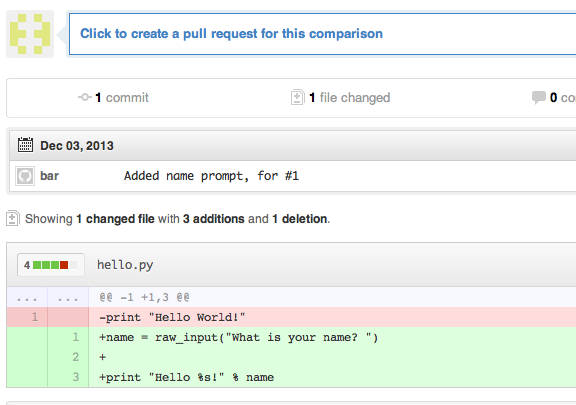 Click to create a pull request for this comparison
1 commit
1 file changed
0 co
Dec 03, 2013
bar Added name prompt, for #1
Showing 1 changed file with 3 additions and 1 deletion.
4 hello.py
... ... @@ -1 +1,3 @@
1 -print "Hello World!"
1 +name = raw_input("What is your name? ")
2 +
3 +print "Hello %s!" % name